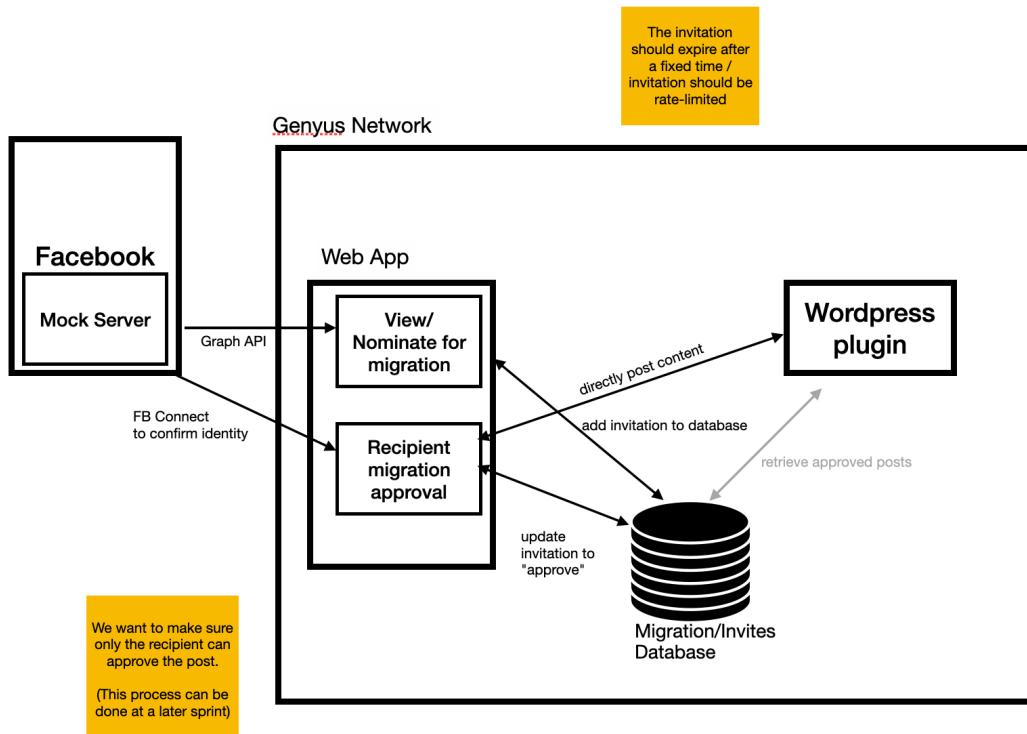 The invitation
should expire after
a fixed time /
invitation should be
rate-limited
Genyus Network
Facebook
Mock Server
Web App
View/
Nominate for
migration
Wordpress
plugin
Graph API
directly post content
FB Connect
to confirm identity
add invitation to database
Recipient
migration
approval
retrieve approved posts
update
invitation to
"approve"
Migration/Invites
Database
We want to make sure
only the recipient can
approve the post.
(This process can be
done at a later sprint)